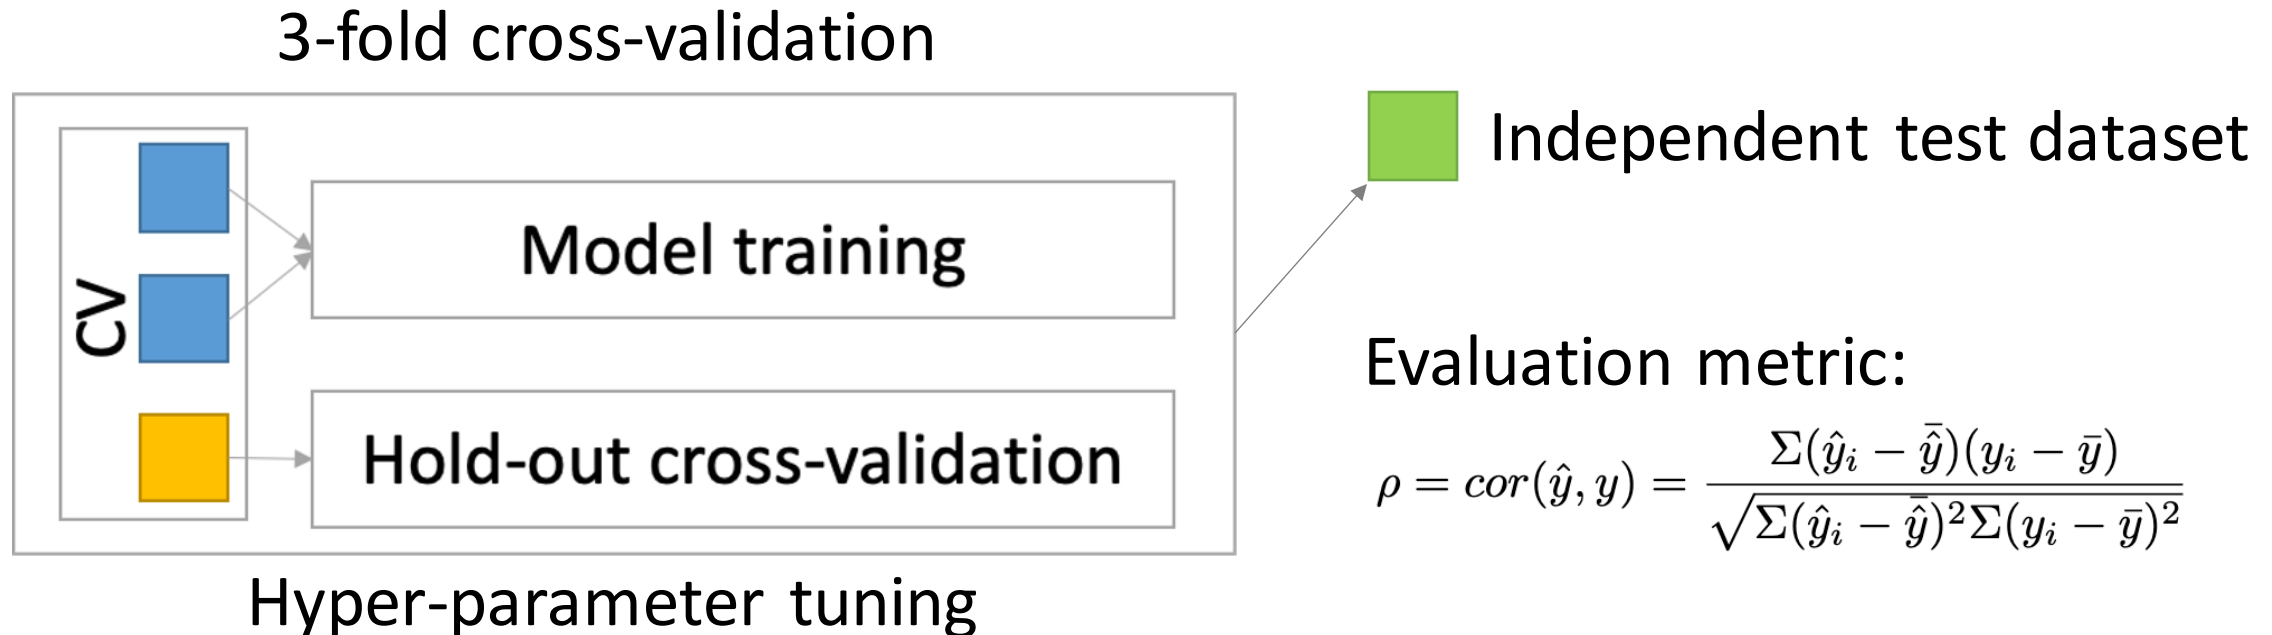 3-fold cross-validation
CV
Model training
Hold-out cross-validation
Hyper-parameter tuning
Independent test dataset
Evaluation metric:
ρ = cor(ŷ, y) = Σ(ŷᵢ − ŷ̄)(yᵢ − ȳ) / √Σ(ŷᵢ − ŷ̄)²Σ(yᵢ − ȳ)²